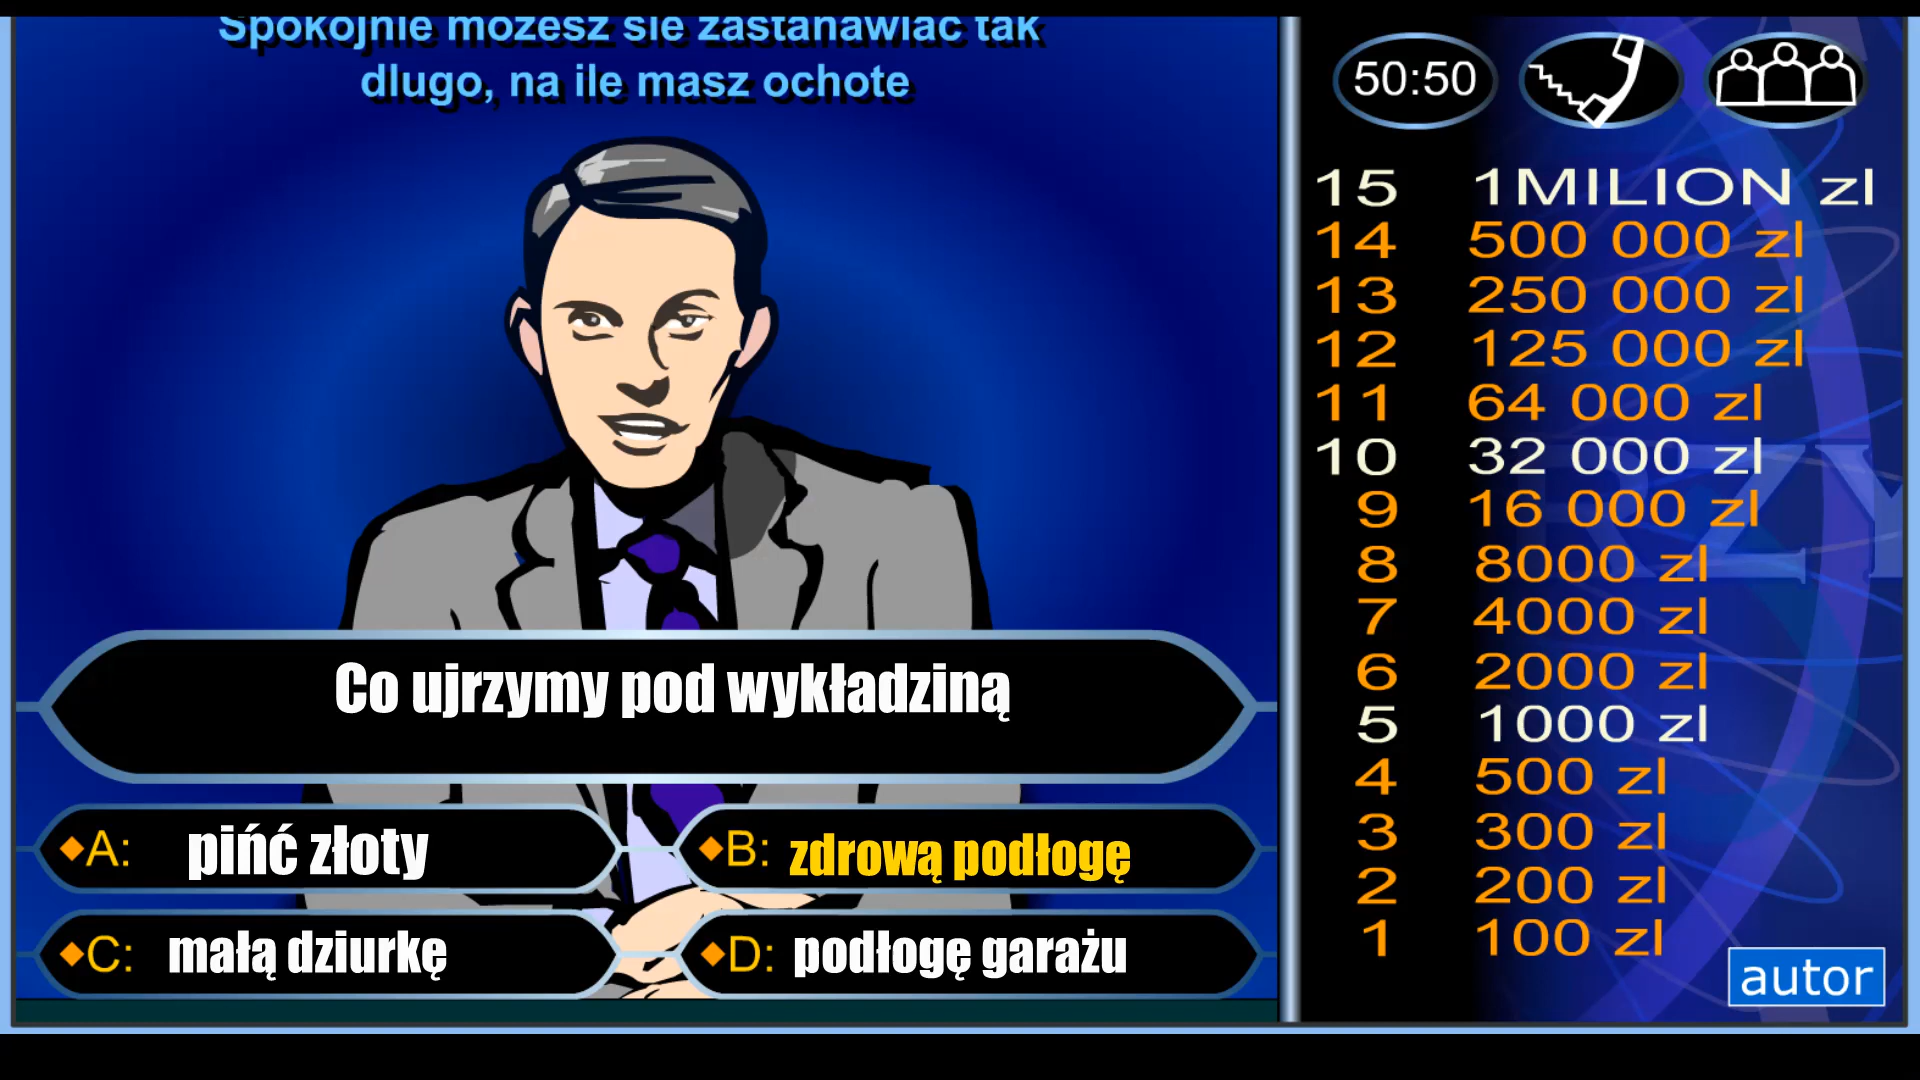 Spokojnie mozesz sie zastanawiac tak
dlugo, na ile masz ochote
50:50
15 1MILION zl
14 500 000 zl
13 250 000 zl
12 125 000 zl
11 64 000 zl
10 32 000 zl
9 16 000 zl
8 8000 zl
7 4000 zl
6 2000 zl
5 1000 zl
4 500 zl
3 300 zl
2 200 zl
1 100 zl
autor
Co ujrzymy pod wykładziną
A: pińć złoty
B: zdrową podłogę
C: małą dziurkę
D: podłogę garażu